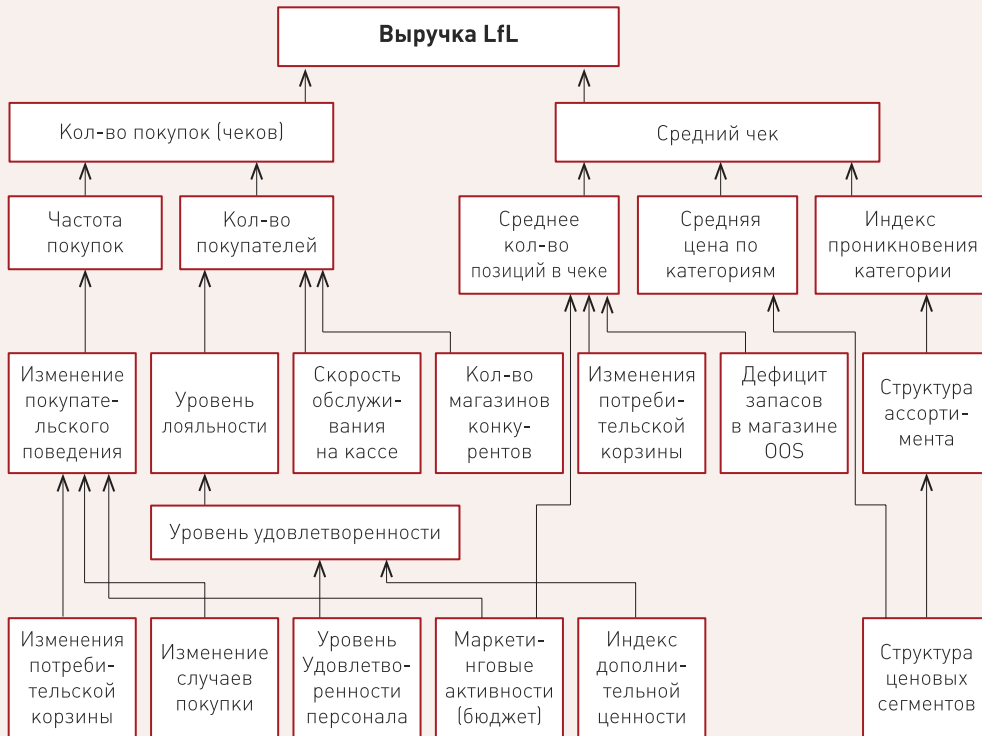 Выручка LfL
Кол-во покупок (чеков)
Средний чек
Частота
покупок
Кол-во
покупателей
Среднее
кол-во
позиций в чеке
Средняя
цена по
категориям
Индекс
проникновения
категории
Изменение
покупате-
льского
поведения
Уровень
лояльности
Скорость
обслужи-
вания
на кассе
Кол-во
магазинов
конку-
рентов
Изменения
потреби-
тельской
корзины
Дефицит
запасов
в магазине
OOS
Структура
ассорти-
мента
Уровень удовлетворенности
Изменения
потреби-
тельской
корзины
Изменение
случаев
покупки
Уровень
Удовлетво-
ренности
персонала
Маркети-
нговые
активности
(бюджет)
Индекс
дополни-
тельной
ценности
Структура
ценовых
сегментов